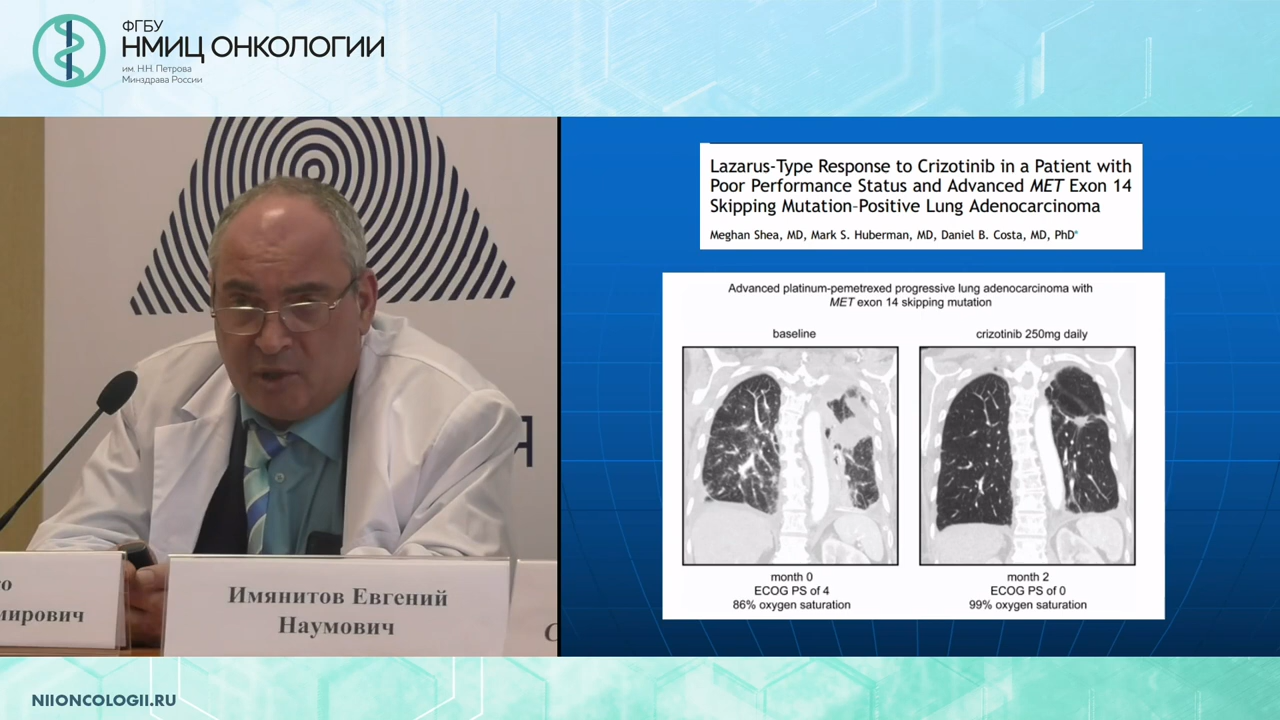 ФГБУ
НМИЦ ОНКОЛОГИИ
им. Н.Н. Петрова
Минздрава России
Lazarus-Type Response to Crizotinib in a Patient with
Poor Performance Status and Advanced MET Exon 14
Skipping Mutation–Positive Lung Adenocarcinoma
Meghan Shea, MD, Mark S. Huberman, MD, Daniel B. Costa, MD, PhD*
Advanced platinum-pemetrexed progressive lung adenocarcinoma with
MET exon 14 skipping mutation
baseline
crizotinib 250mg daily
month 0
ECOG PS of 4
86% oxygen saturation
month 2
ECOG PS of 0
99% oxygen saturation
Я
го
мирович
Имянитов Евгений
Наумович
С
NIIONCOLOGII.RU